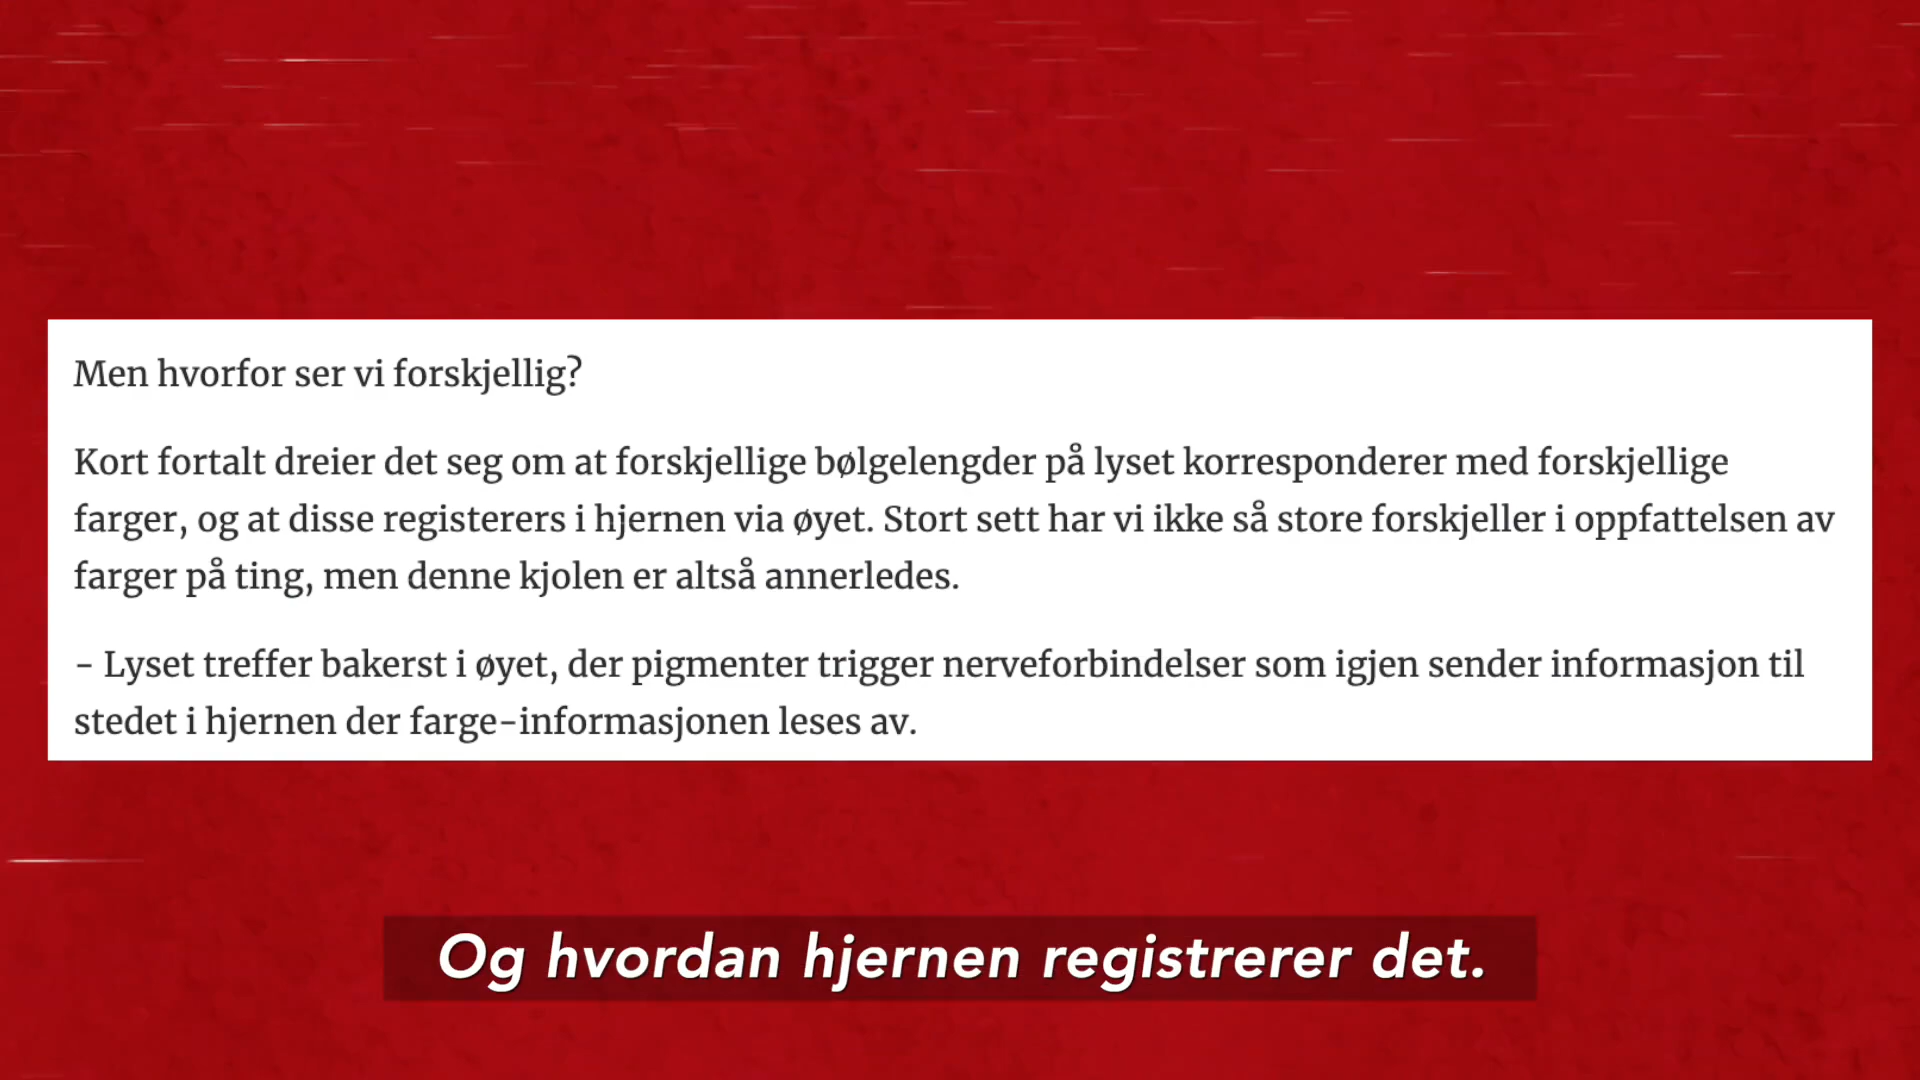 Men hvorfor ser vi forskjellig?
Kort fortalt dreier det seg om at forskjellige bølgelengder på lyset korresponderer med forskjellige
farger, og at disse registerers i hjernen via øyet. Stort sett har vi ikke så store forskjeller i oppfattelsen av
farger på ting, men denne kjolen er altså annerledes.
- Lyset treffer bakerst i øyet, der pigmenter trigger nerveforbindelser som igjen sender informasjon til
stedet i hjernen der farge-informasjonen leses av.
Og hvordan hjernen registrerer det.